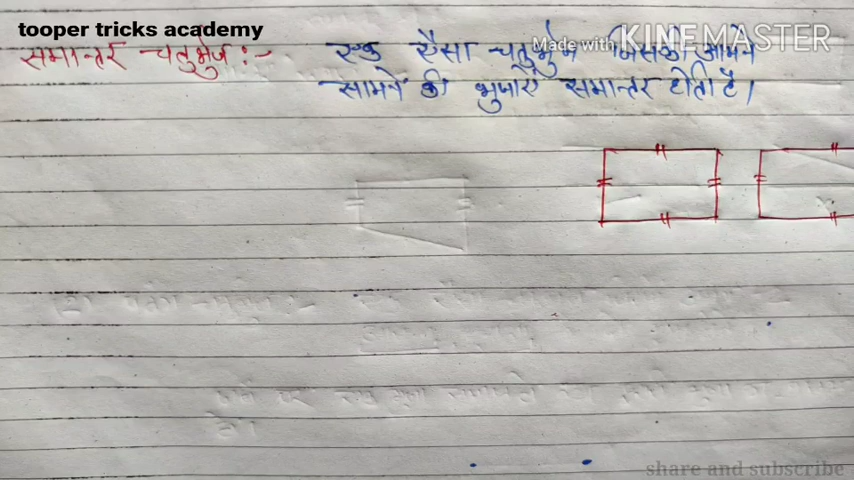 tooper tricks academy
समान्तर चतुर्भुज :- एक ऐसा चतुर्भुज जिसकी आमने
Made with KINEMASTER
सामने की भुजाएं समान्तर होती है।
share and subscribe